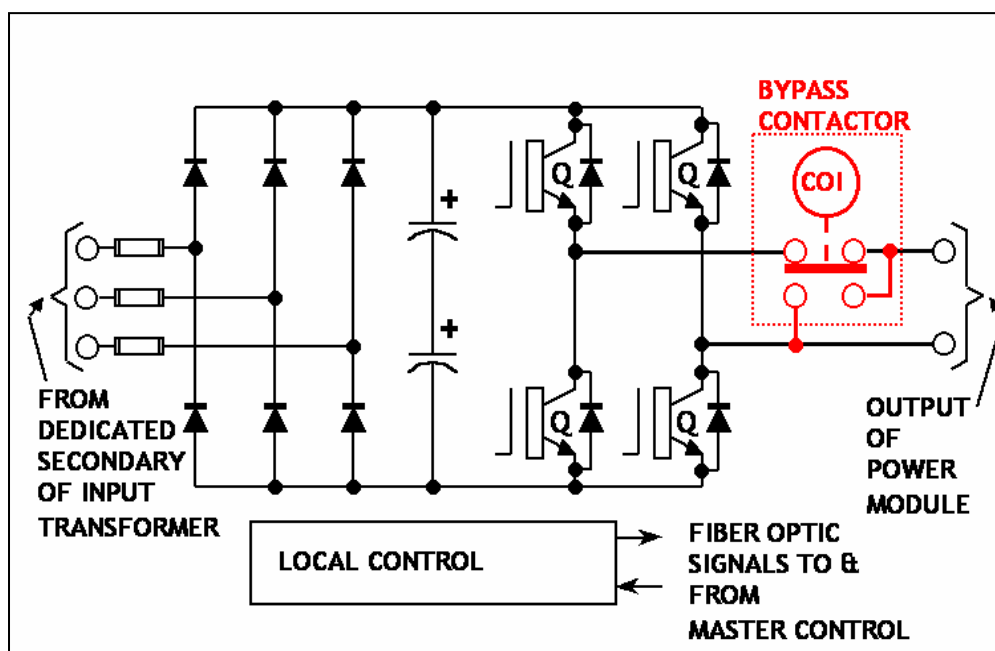 BYPASS
CONTACTOR
COI
+
Q
Q
+
Q
Q
FROM
DEDICATED
SECONDARY
OF INPUT
TRANSFORMER
OUTPUT
OF
POWER
MODULE
LOCAL CONTROL
FIBER OPTIC
SIGNALS TO &
FROM
MASTER CONTROL